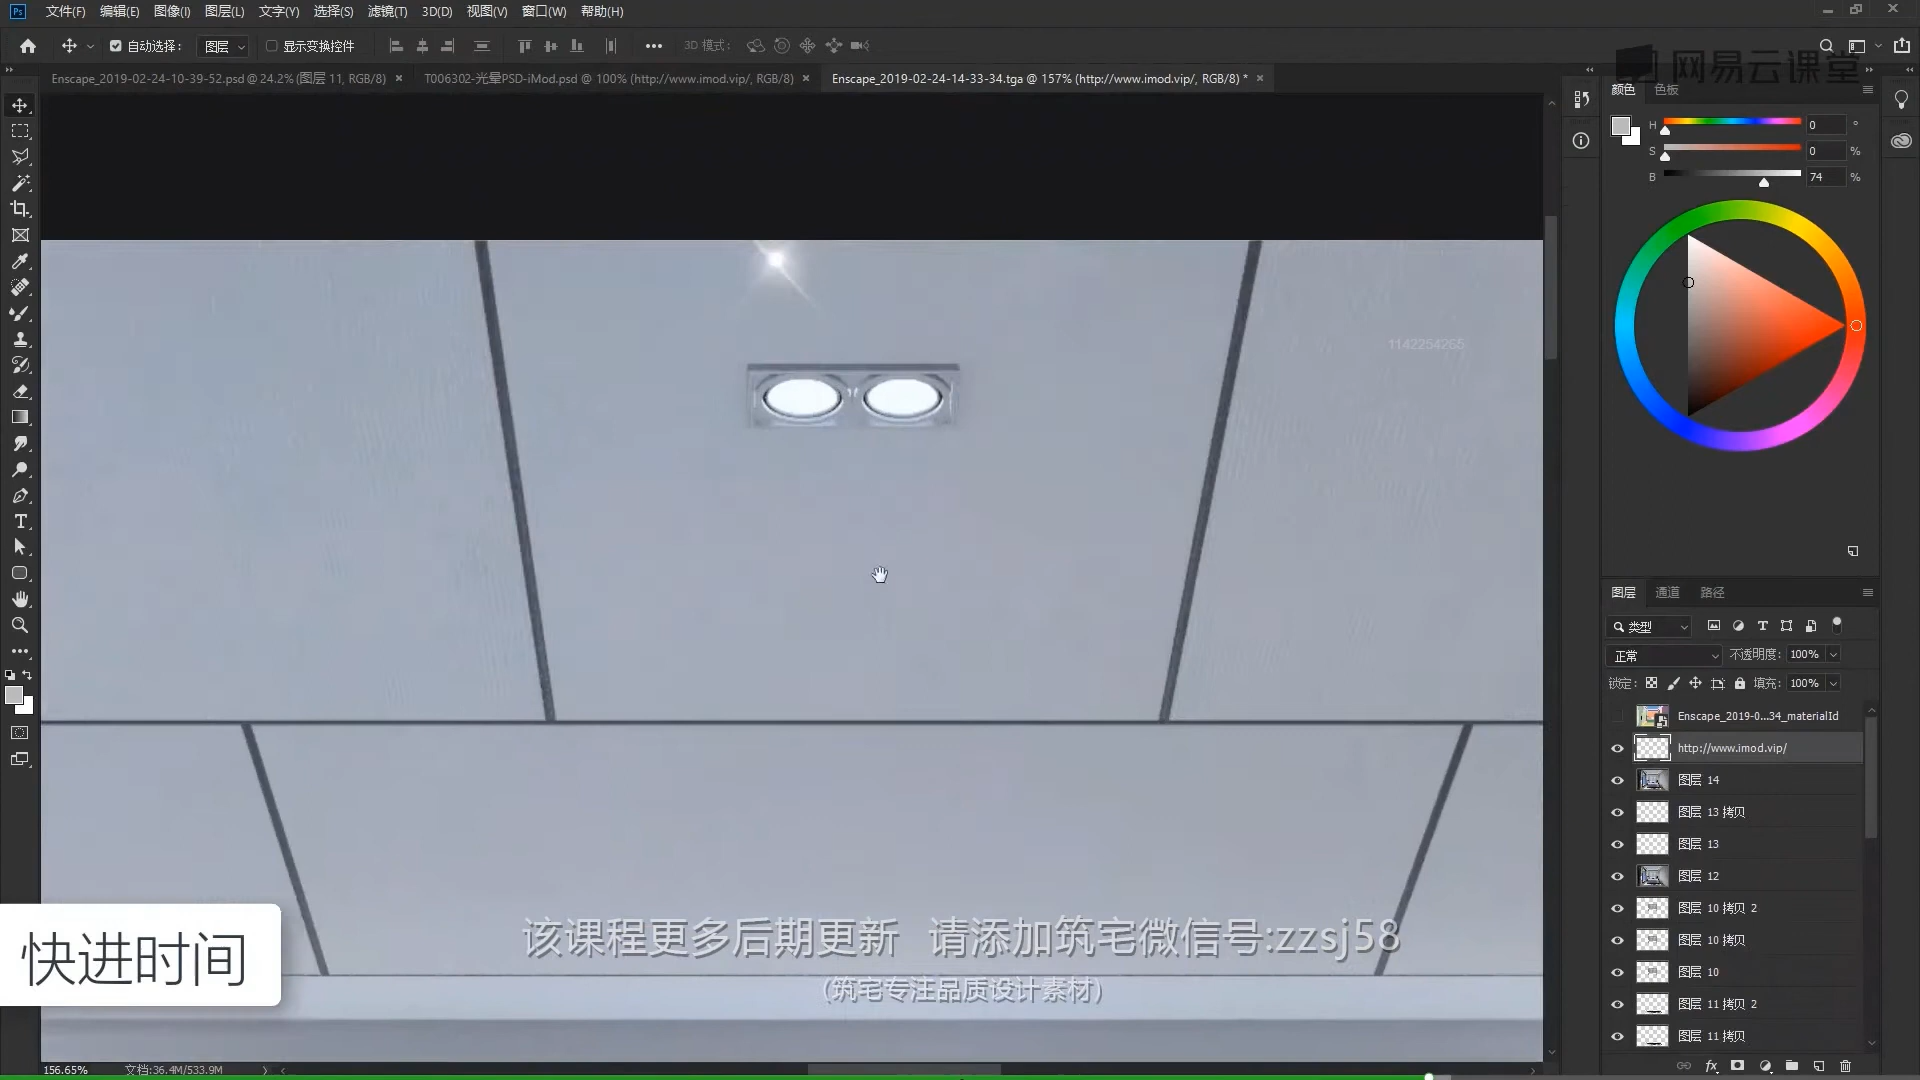 Ps 文件(F) 编辑(E) 图像(I) 图层(L) 文字(Y) 选择(S) 滤镜(T) 3D(D) 视图(V) 窗口(W) 帮助(H)
自动选择: 图层 显示变换控件 3D 模式:
网易云课堂
Enscape_2019-02-24-10-39-52.psd @ 24.2% (图层 11, RGB/8) × T006302-光晕PSD-iMod.psd @ 100% (http://www.imod.vip/, RGB/8) × Enscape_2019-02-24-14-33-34.tga @ 157% (http://www.imod.vip/, RGB/8) * ×
颜色 色板
H 0 °
S 0 %
B 74 %
1142254265
图层 通道 路径
类型
正常 不透明度: 100%
锁定: 填充: 100%
Enscape_2019-0...34_materialId
http://www.imod.vip/
图层 14
图层 13 拷贝
图层 13
图层 12
图层 10 拷贝 2
图层 10 拷贝
图层 10
图层 11 拷贝 2
图层 11 拷贝
快进时间
该课程更多后期更新 请添加筑宅微信号:zzsj58
(筑宅专注品质设计素材)
156.65% 文档:36.4M/533.9M